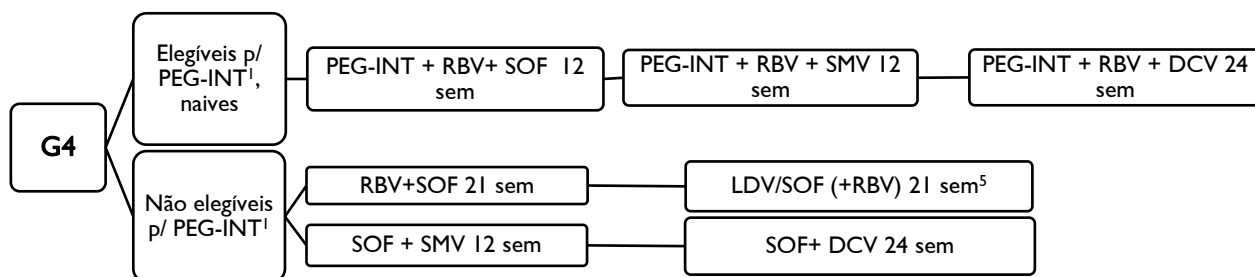 Elegíveis p/
PEG-INT¹,
naives
PEG-INT + RBV+ SOF 12
sem
PEG-INT + RBV + SMV 12
sem
PEG-INT + RBV + DCV 24
sem
G4
Não elegíveis
p/ PEG-INT¹
RBV+SOF 21 sem
LDV/SOF (+RBV) 21 sem⁵
SOF + SMV 12 sem
SOF+ DCV 24 sem